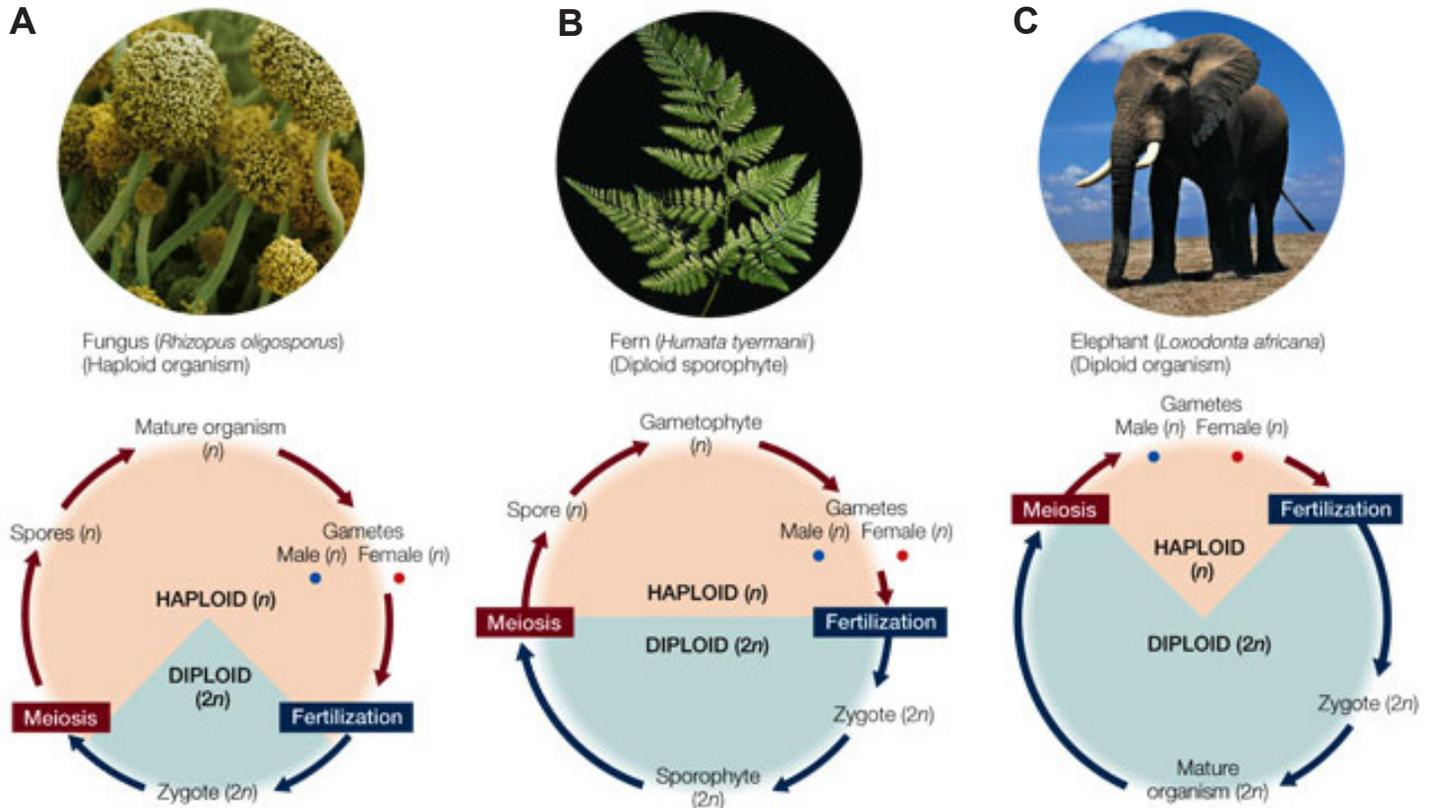 A
Fungus (Rhizopus oligosporus)
(Haploid organism)
Mature organism
(n)
Spores (n)
Gametes
Male (n) Female (n)
HAPLOID (n)
DIPLOID
(2n)
Meiosis
Fertilization
Zygote (2n)
B
Fern (Humata tyermanii)
(Diploid sporophyte)
Gametophyte
(n)
Spore (n)
Gametes
Male (n) Female (n)
HAPLOID (n)
Meiosis
Fertilization
DIPLOID (2n)
Zygote (2n)
Sporophyte
(2n)
C
Elephant (Loxodonta africana)
(Diploid organism)
Gametes
Male (n) Female (n)
Meiosis
Fertilization
HAPLOID
(n)
DIPLOID (2n)
Zygote (2n)
Mature
organism (2n)